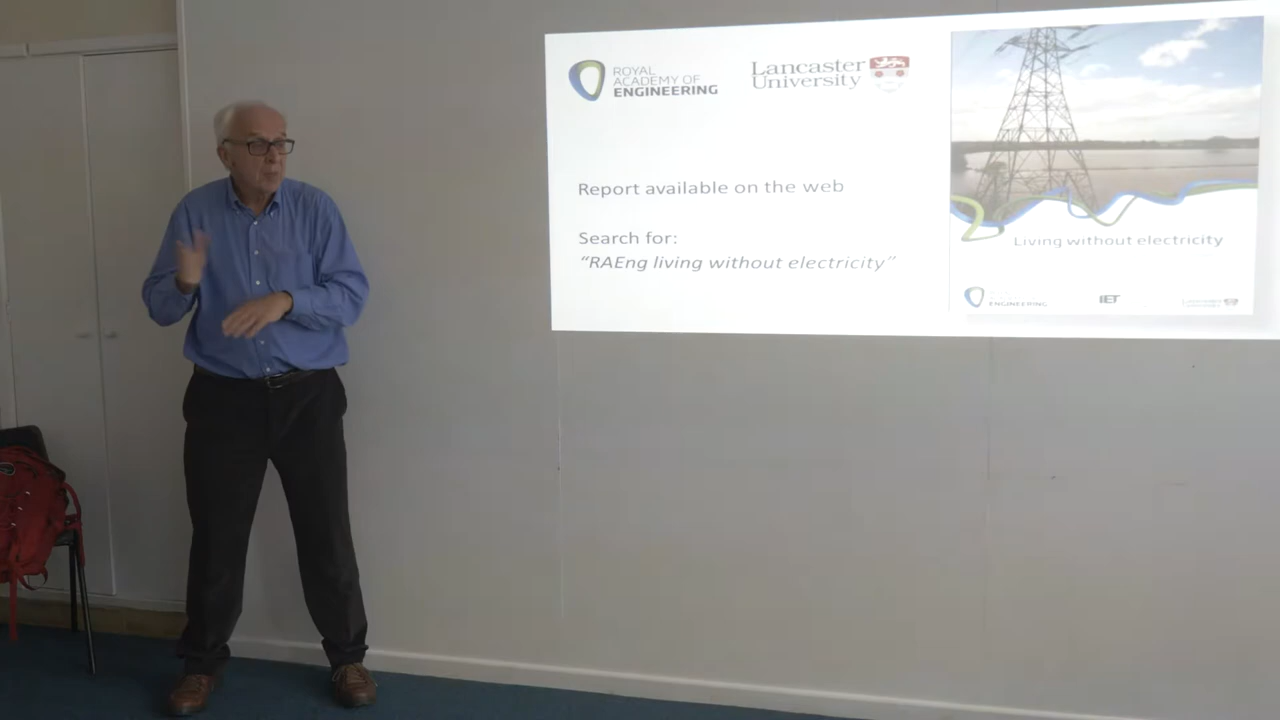 ROYAL
ACADEMY OF
ENGINEERING
Lancaster
University
Report available on the web
Search for:
“RAEng living without electricity”
Living without electricity
ENGINEERING
IET